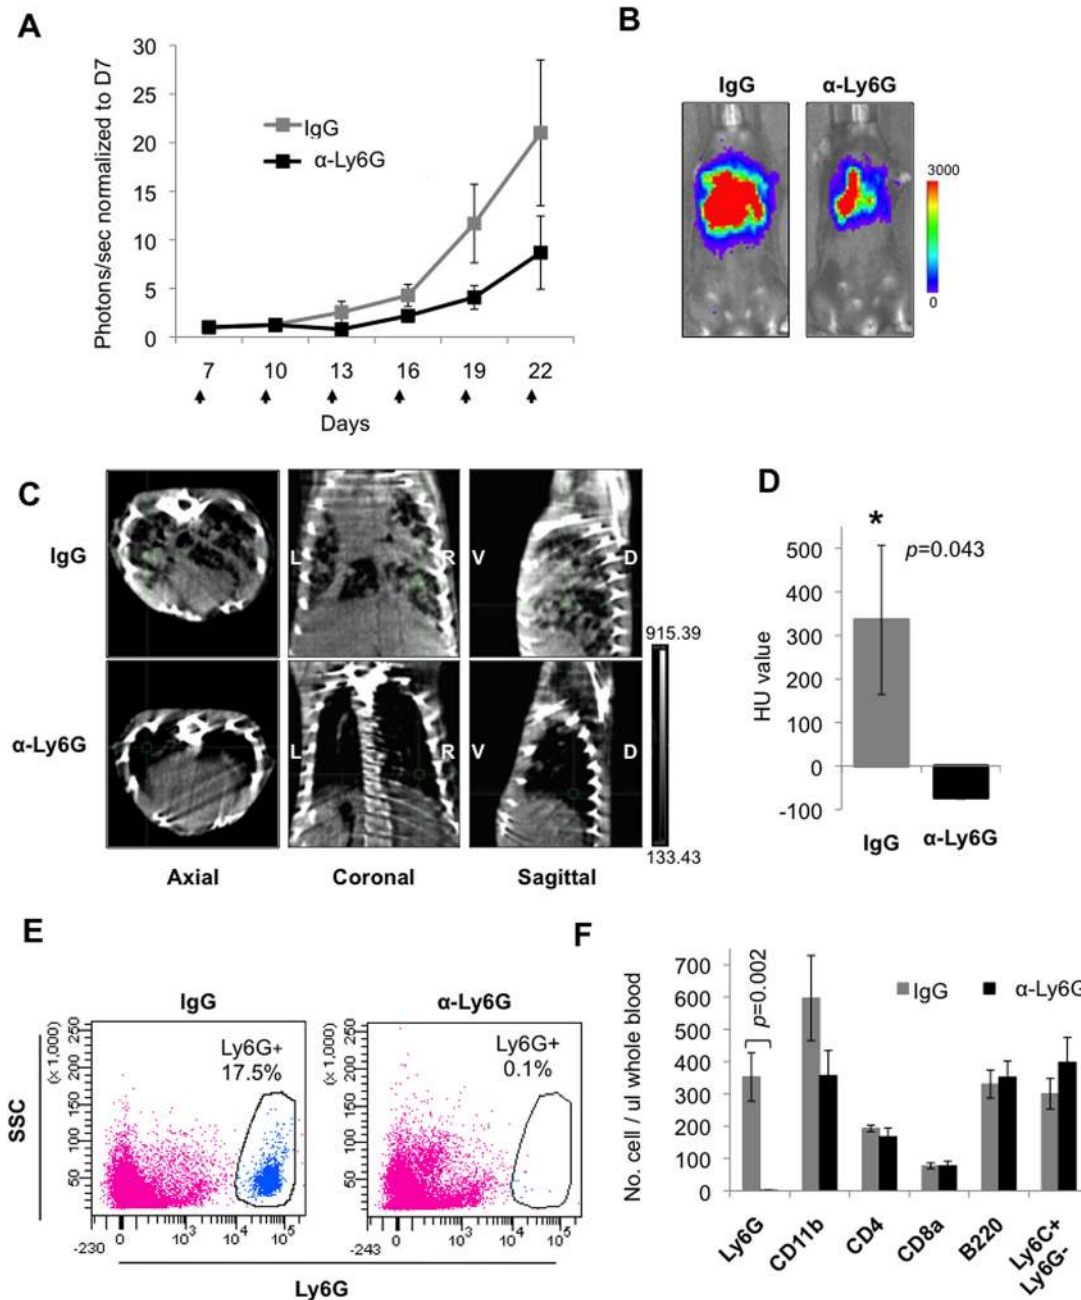 A
Photons/sec normalized to D7
30
25
20
15
10
5
0
IgG
α-Ly6G
7 10 13 16 19 22
Days
B
IgG α-Ly6G
3000
0
C
IgG
α-Ly6G
L R V D
L R V D
915.39
133.43
Axial Coronal Sagittal
D
* p=0.043
HU value
500
400
300
200
100
0
-100
IgG α-Ly6G
E
IgG α-Ly6G
SSC
(x 1,000)
250
200
150
100
50
Ly6G+
17.5%
-230 0 10³ 10⁴ 10⁵
(x 1,000)
250
200
150
100
50
Ly6G+
0.1%
-243 0 10³ 10⁴ 10⁵
Ly6G
F
No. cell / ul whole blood
700
600
500
400
300
200
100
0
p=0.002
IgG α-Ly6G
Ly6G CD11b CD4 CD8a B220 Ly6C+
Ly6G-